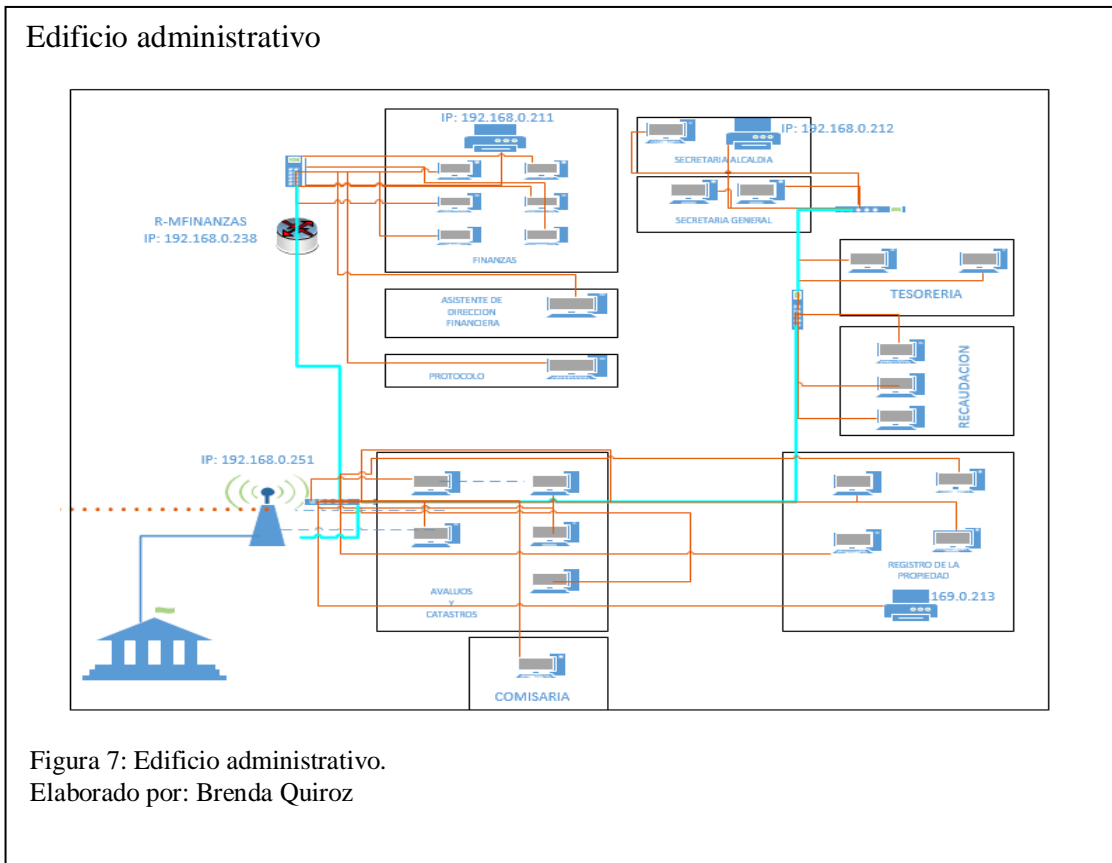 Edificio administrativo
IP: 192.168.0.211
IP: 192.168.0.212
SECRETARIA ALCALDIA
SECRETARIA GENERAL
R-MFINANZAS
IP: 192.168.0.238
FINANZAS
TESORERIA
ASISTENTE DE
DIRECCION
FINANCIERA
PROTOCOLO
RECAUDACION
IP: 192.168.0.251
REGISTRO DE LA
PROPIEDAD
169.0.213
AVALUOS
Y
CATASTROS
COMISARIA
Figura 7: Edificio administrativo.
Elaborado por: Brenda Quiroz